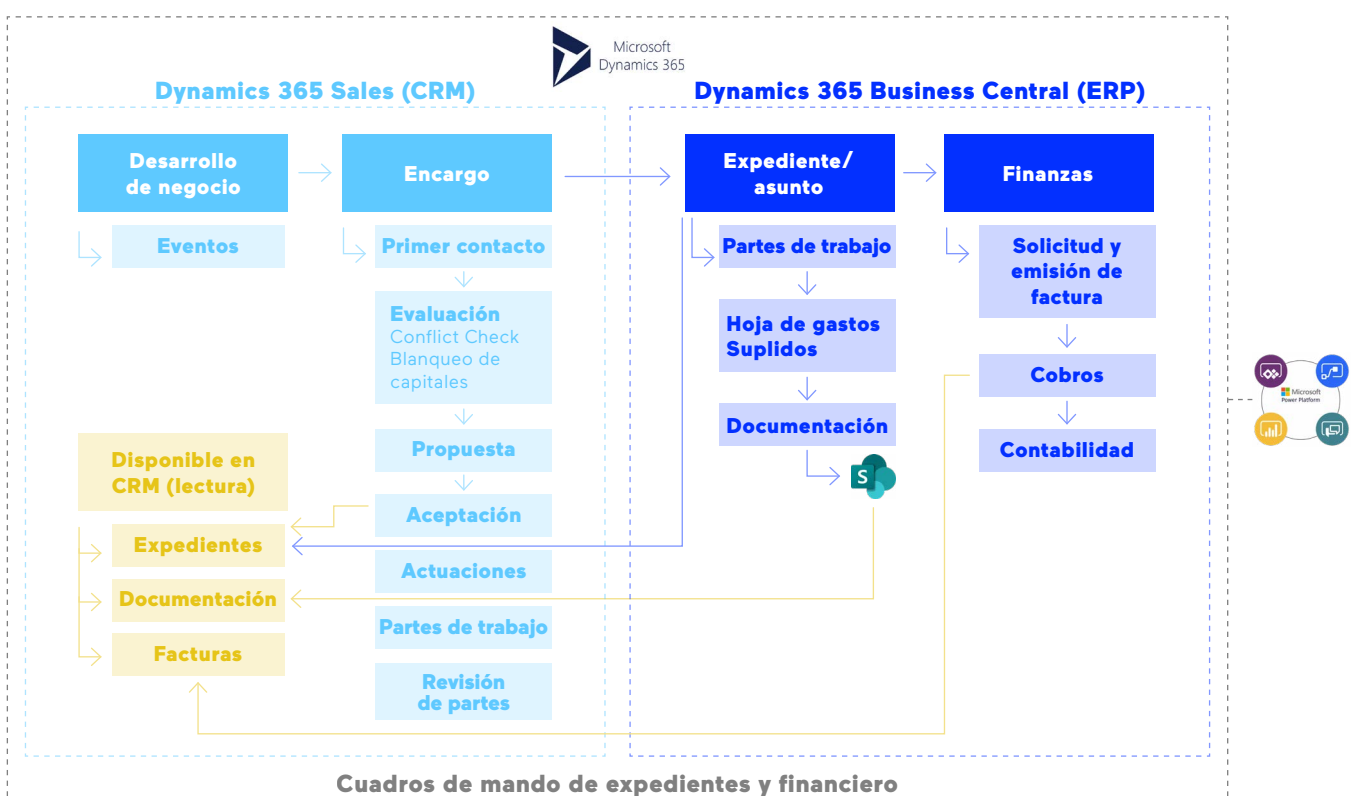 Microsoft
Dynamics 365
Dynamics 365 Sales (CRM)
Desarrollo
de negocio
Eventos
Encargo
Primer contacto
Evaluación
Conflict Check
Blanqueo de
capitales
Propuesta
Aceptación
Actuaciones
Partes de trabajo
Revisión
de partes
Disponible en
CRM (lectura)
Expedientes
Documentación
Facturas
Dynamics 365 Business Central (ERP)
Expediente/
asunto
Partes de trabajo
Hoja de gastos
Suplidos
Documentación
S
Finanzas
Solicitud y
emisión de
factura
Cobros
Contabilidad
Microsoft
Power Platform
Cuadros de mando de expedientes y financiero